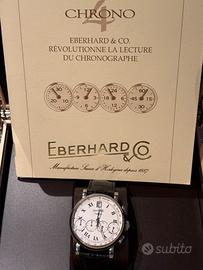 4
CHRONO
EBERHARD & CO.
RÉVOLUTIONNE LA LECTURE
DU CHRONOGRAPHE
EBERHARD
& CO
Manufacture Suisse d'Horlogerie depuis 1887
subito